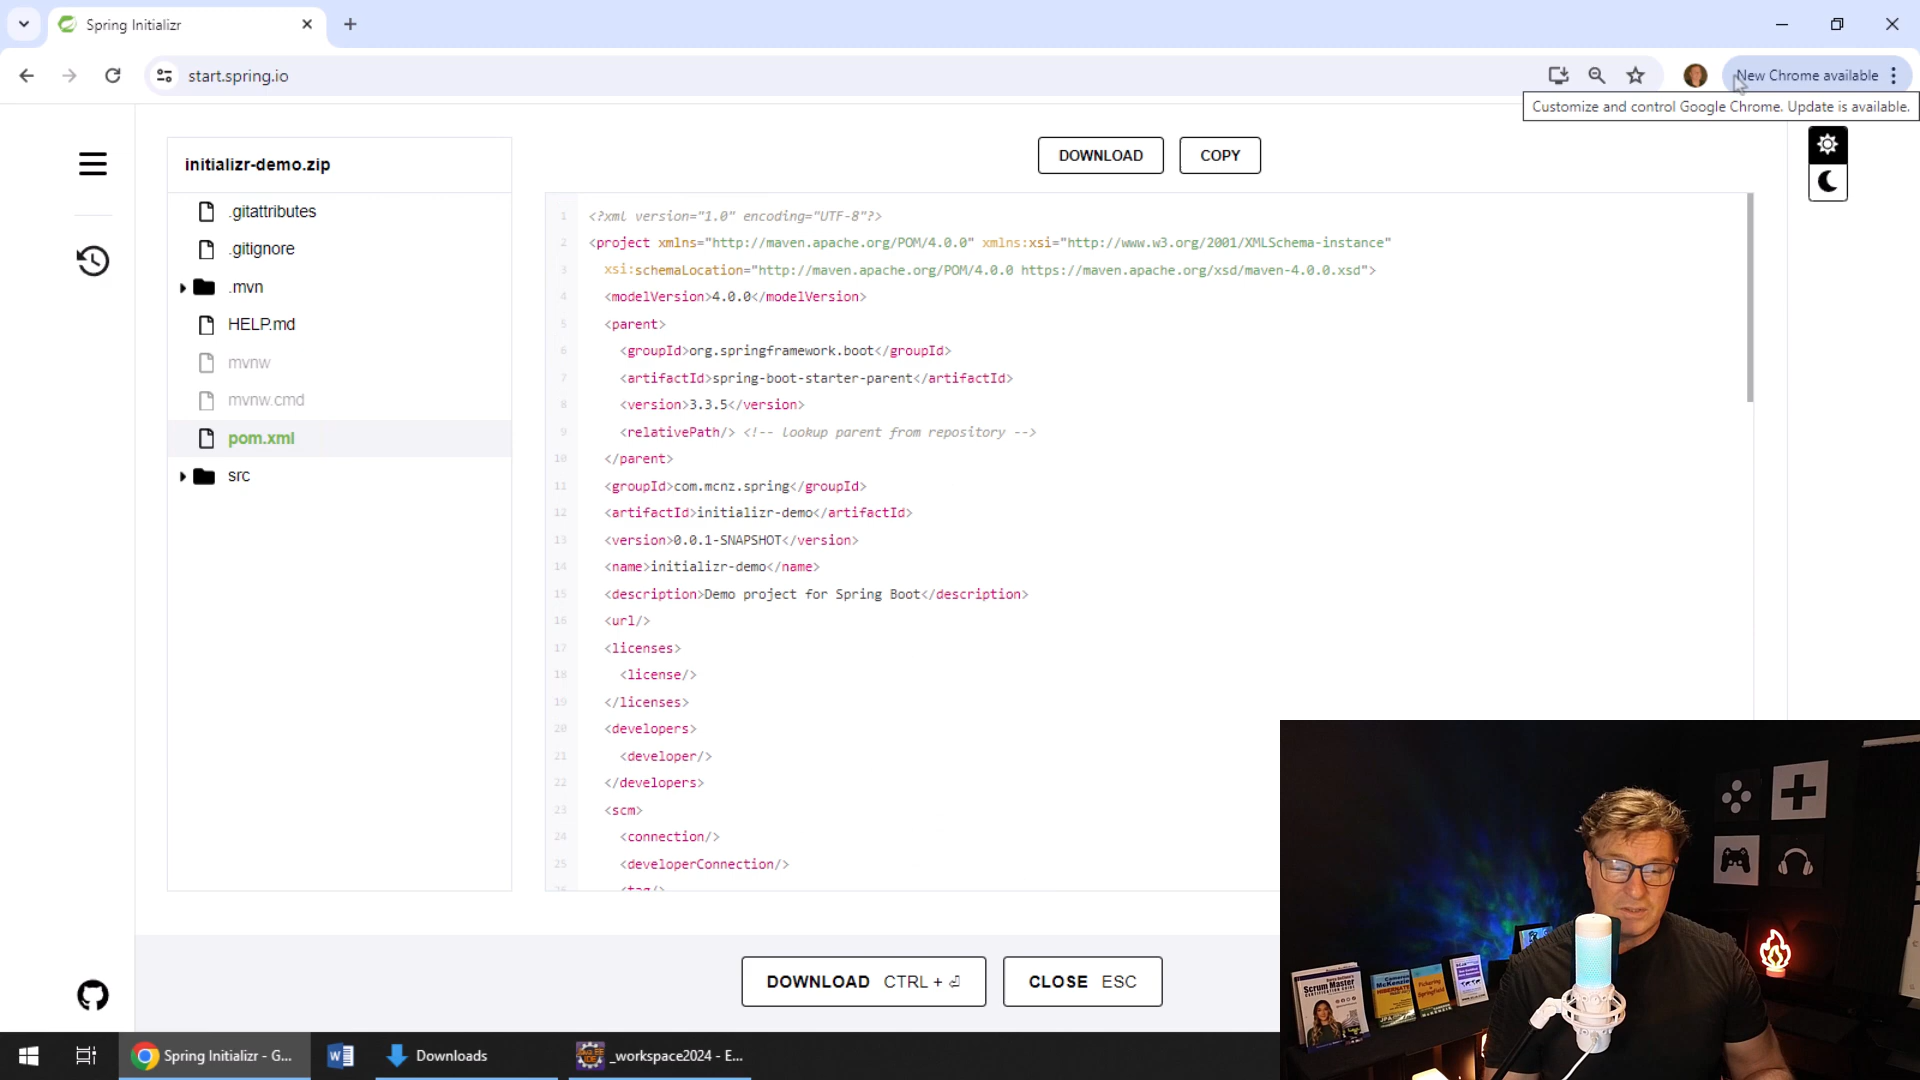 Spring Initializr
start.spring.io
New Chrome available
Customize and control Google Chrome. Update is available.
initializr-demo.zip
DOWNLOAD
COPY
.gitattributes
.gitignore
.mvn
HELP.md
mvnw
mvnw.cmd
pom.xml
src
1 <?xml version="1.0" encoding="UTF-8"?>
2 <project xmlns="http://maven.apache.org/POM/4.0.0" xmlns:xsi="http://www.w3.org/2001/XMLSchema-instance"
3 xsi:schemaLocation="http://maven.apache.org/POM/4.0.0 https://maven.apache.org/xsd/maven-4.0.0.xsd">
4 <modelVersion>4.0.0</modelVersion>
5 <parent>
6 <groupId>org.springframework.boot</groupId>
7 <artifactId>spring-boot-starter-parent</artifactId>
8 <version>3.3.5</version>
9 <relativePath/> <!-- lookup parent from repository -->
10 </parent>
11 <groupId>com.mcnz.spring</groupId>
12 <artifactId>initializr-demo</artifactId>
13 <version>0.0.1-SNAPSHOT</version>
14 <name>initializr-demo</name>
15 <description>Demo project for Spring Boot</description>
16 <url/>
17 <licenses>
18 <license/>
19 </licenses>
20 <developers>
21 <developer/>
22 </developers>
23 <scm>
24 <connection/>
25 <developerConnection/>
26 <tag/>
DOWNLOAD CTRL + ⏎
CLOSE ESC
Scrum Master
HIBERNATE
Spring Initializr - G...
Downloads
_workspace2024 - E...